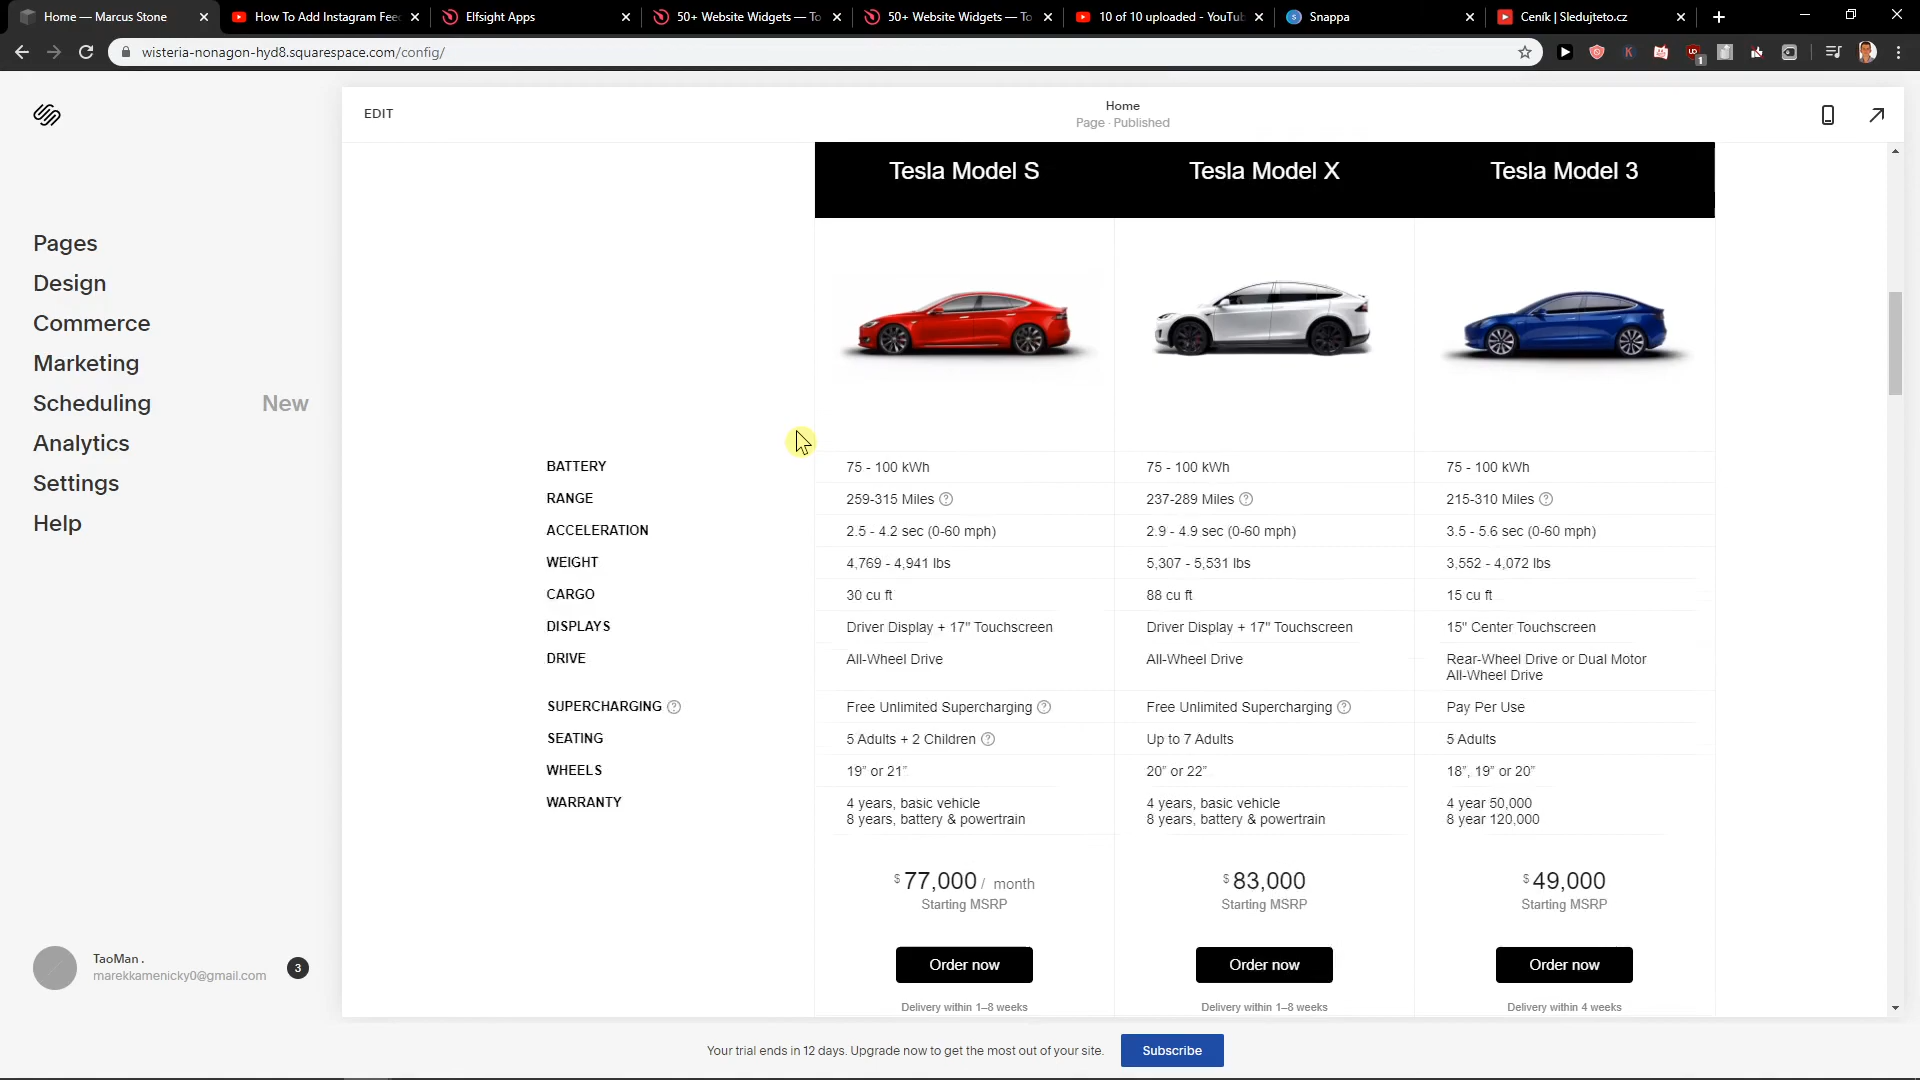 Home — Marcus Stone
How To Add Instagram Feed
Elfsight Apps
50+ Website Widgets — To
50+ Website Widgets — To
10 of 10 uploaded - YouTub
Snappa
Ceník | Sledujteto.cz
wisteria-nonagon-hyd8.squarespace.com/config/
EDIT
Home
Page · Published
Pages
Design
Commerce
Marketing
Scheduling New
Analytics
Settings
Help
Tesla Model S Tesla Model X Tesla Model 3
BATTERY 75 - 100 kWh 75 - 100 kWh 75 - 100 kWh
RANGE 259-315 Miles ? 237-289 Miles ? 215-310 Miles ?
ACCELERATION 2.5 - 4.2 sec (0-60 mph) 2.9 - 4.9 sec (0-60 mph) 3.5 - 5.6 sec (0-60 mph)
WEIGHT 4,769 - 4,941 lbs 5,307 - 5,531 lbs 3,552 - 4,072 lbs
CARGO 30 cu ft 88 cu ft 15 cu ft
DISPLAYS Driver Display + 17" Touchscreen Driver Display + 17" Touchscreen 15" Center Touchscreen
DRIVE All-Wheel Drive All-Wheel Drive Rear-Wheel Drive or Dual Motor
All-Wheel Drive
SUPERCHARGING ? Free Unlimited Supercharging ? Free Unlimited Supercharging ? Pay Per Use
SEATING 5 Adults + 2 Children ? Up to 7 Adults 5 Adults
WHEELS 19” or 21” 20” or 22” 18”, 19” or 20”
WARRANTY 4 years, basic vehicle 4 years, basic vehicle 4 year 50,000
8 years, battery & powertrain 8 years, battery & powertrain 8 year 120,000
$ 77,000 / month $ 83,000 $ 49,000
Starting MSRP Starting MSRP Starting MSRP
Order now Order now Order now
Delivery within 1–8 weeks Delivery within 1–8 weeks Delivery within 4 weeks
TaoMan .
marekkamenicky0@gmail.com
3
Your trial ends in 12 days. Upgrade now to get the most out of your site. Subscribe